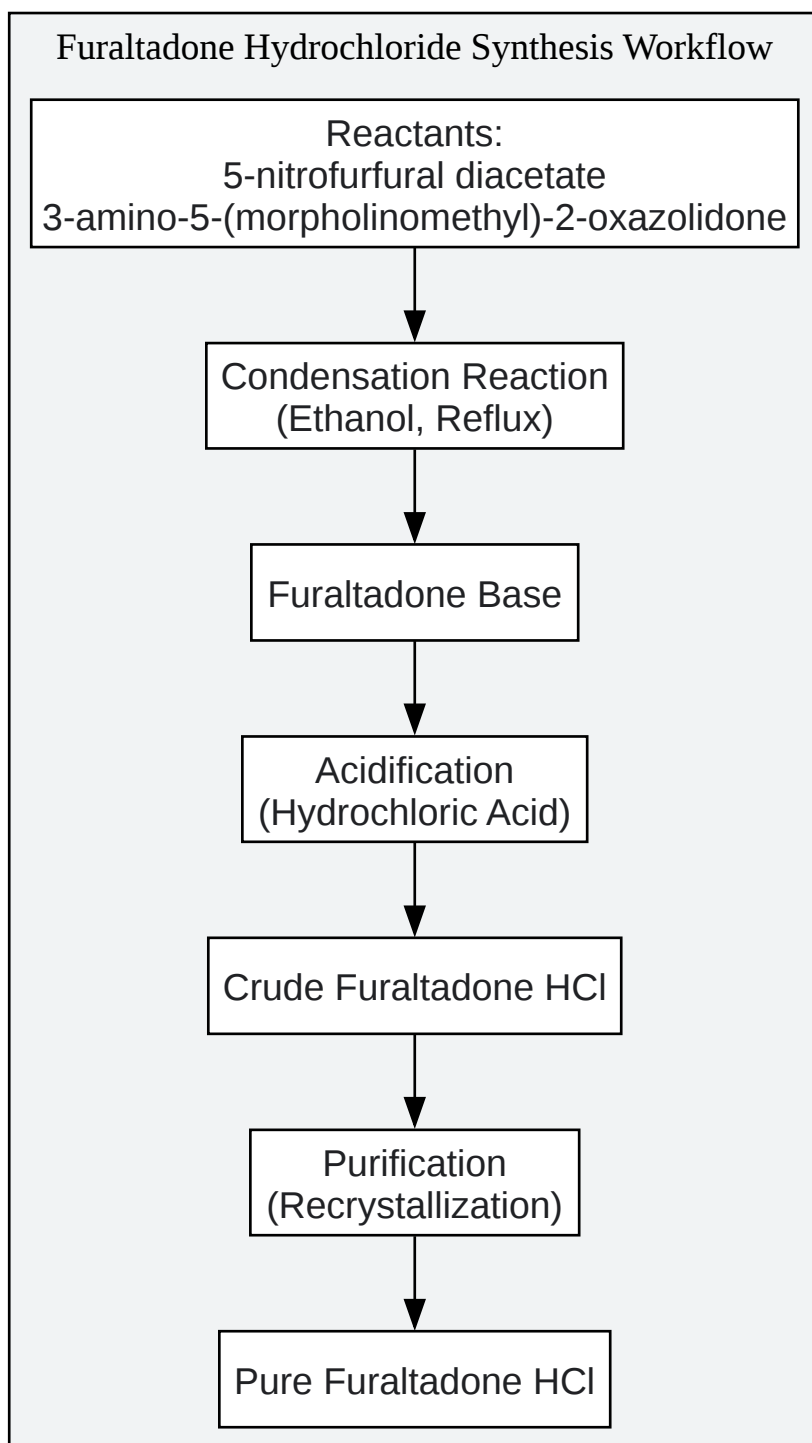 Furaltadone Hydrochloride Synthesis Workflow
Reactants:
5-nitrofurfural diacetate
3-amino-5-(morpholinomethyl)-2-oxazolidone
Condensation Reaction
(Ethanol, Reflux)
Furaltadone Base
Acidification
(Hydrochloric Acid)
Crude Furaltadone HCl
Purification
(Recrystallization)
Pure Furaltadone HCl